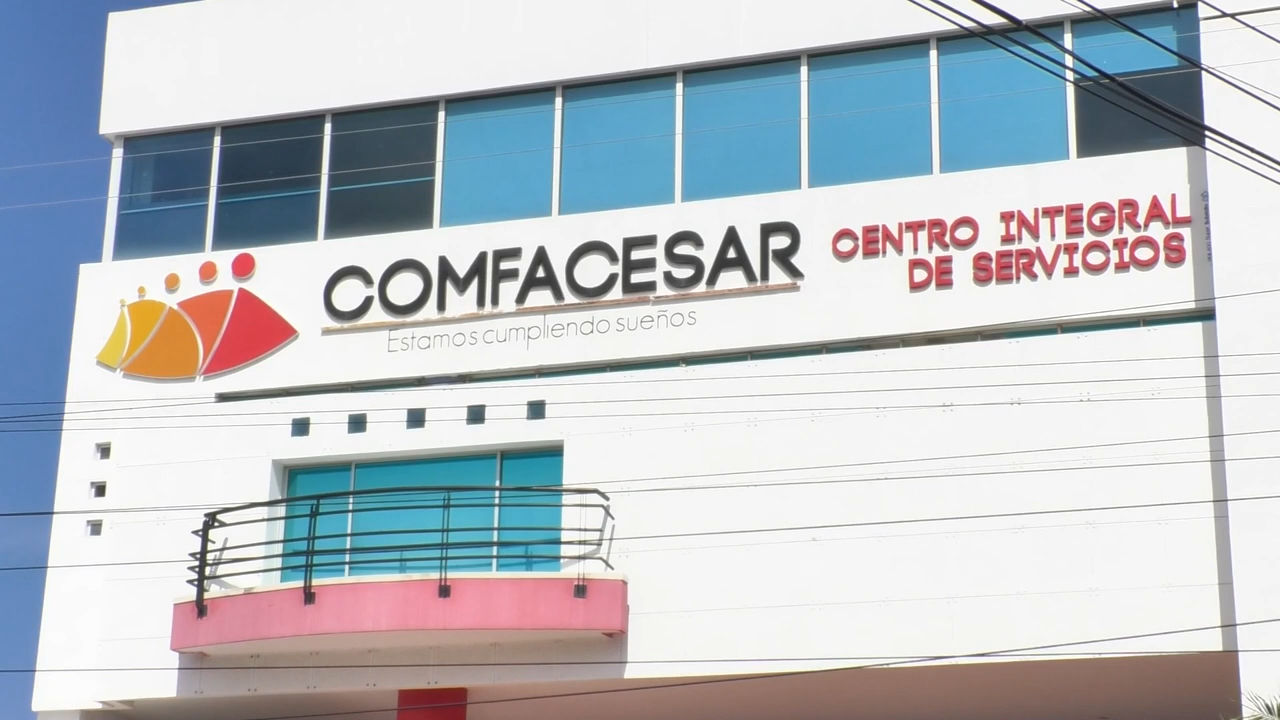 COMFACESAR
Estamos cumpliendo sueños
CENTRO INTEGRAL
DE SERVICIOS